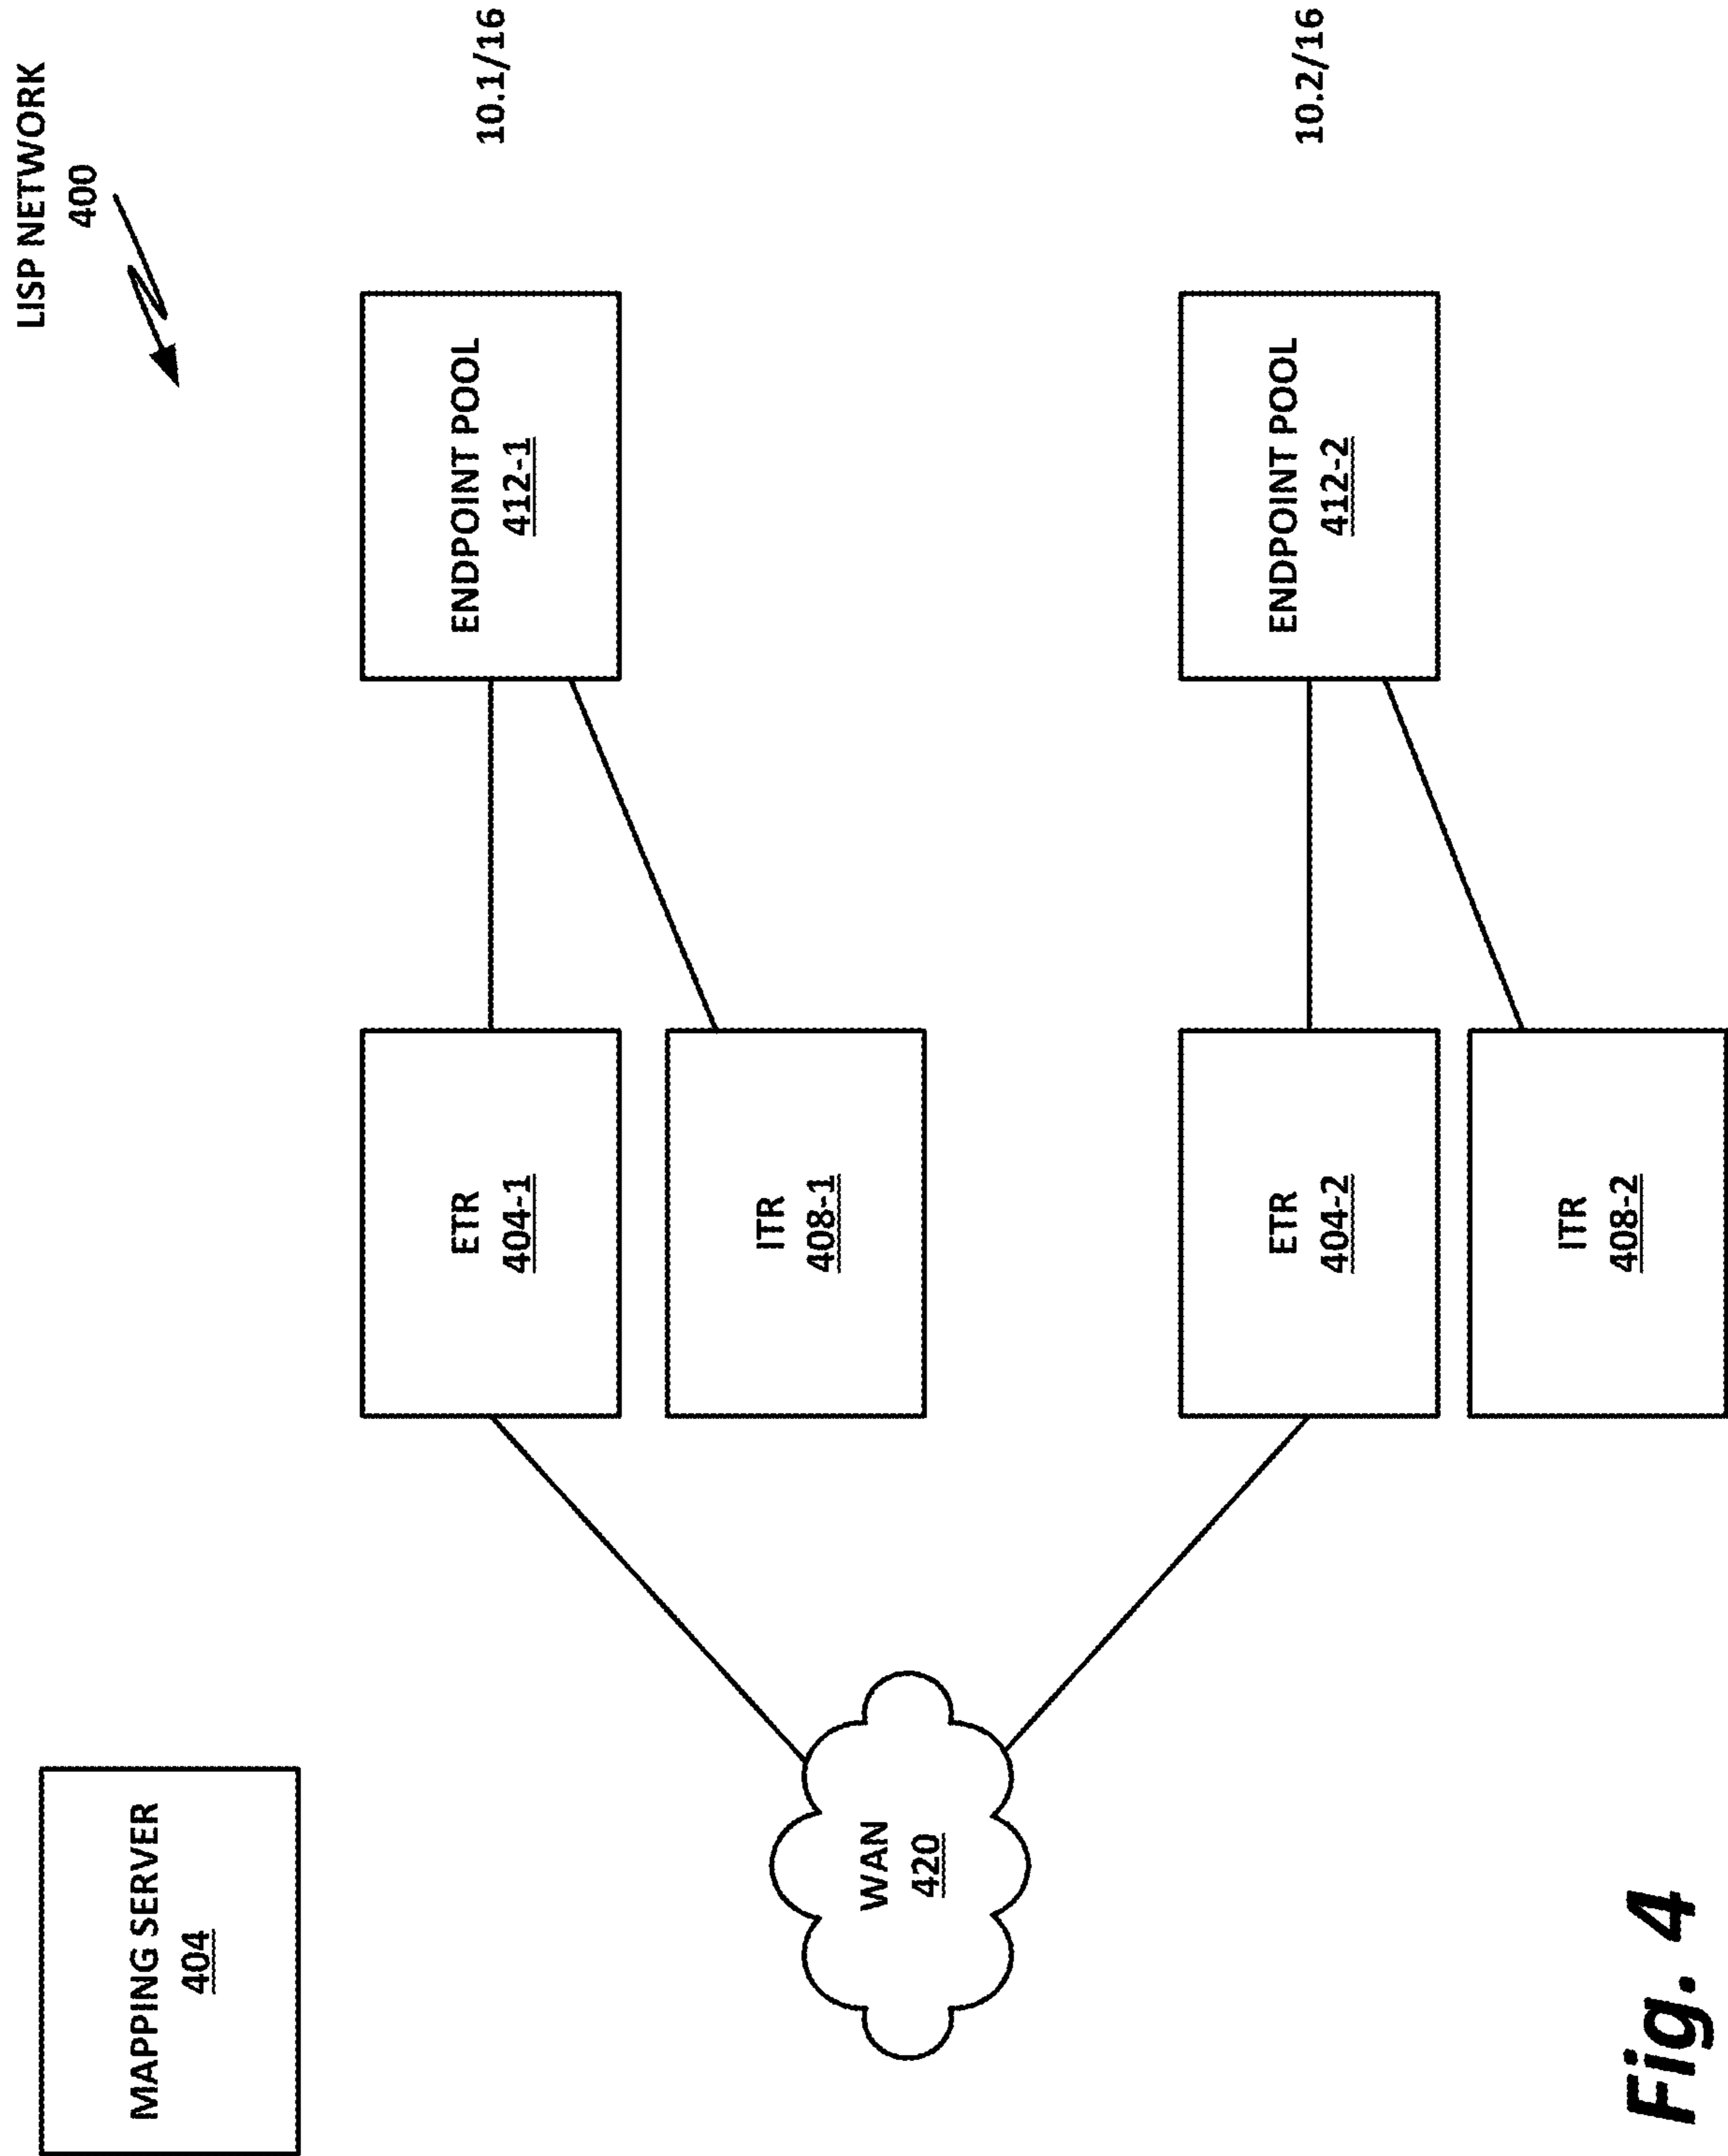 LISP NETWORK
400
MAPPING SERVER
404
ETR
404-1
ENDPOINT POOL
412-1
10.1/16
ITR
408-1
WAN
420
ETR
404-2
ENDPOINT POOL
412-2
10.2/16
ITR
408-2
Fig. 4